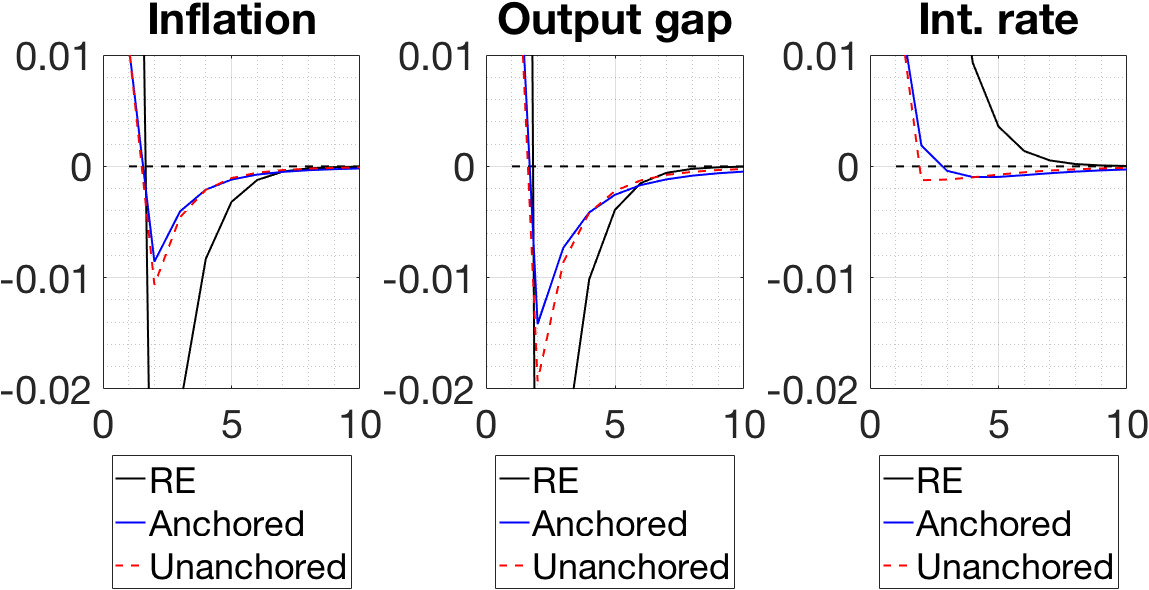 Inflation
Output gap
Int. rate
0.01
0
-0.01
-0.02
0 5 10
0.01
0
-0.01
-0.02
0 5 10
0.01
0
-0.01
-0.02
0 5 10
RE
Anchored
Unanchored
RE
Anchored
Unanchored
RE
Anchored
Unanchored